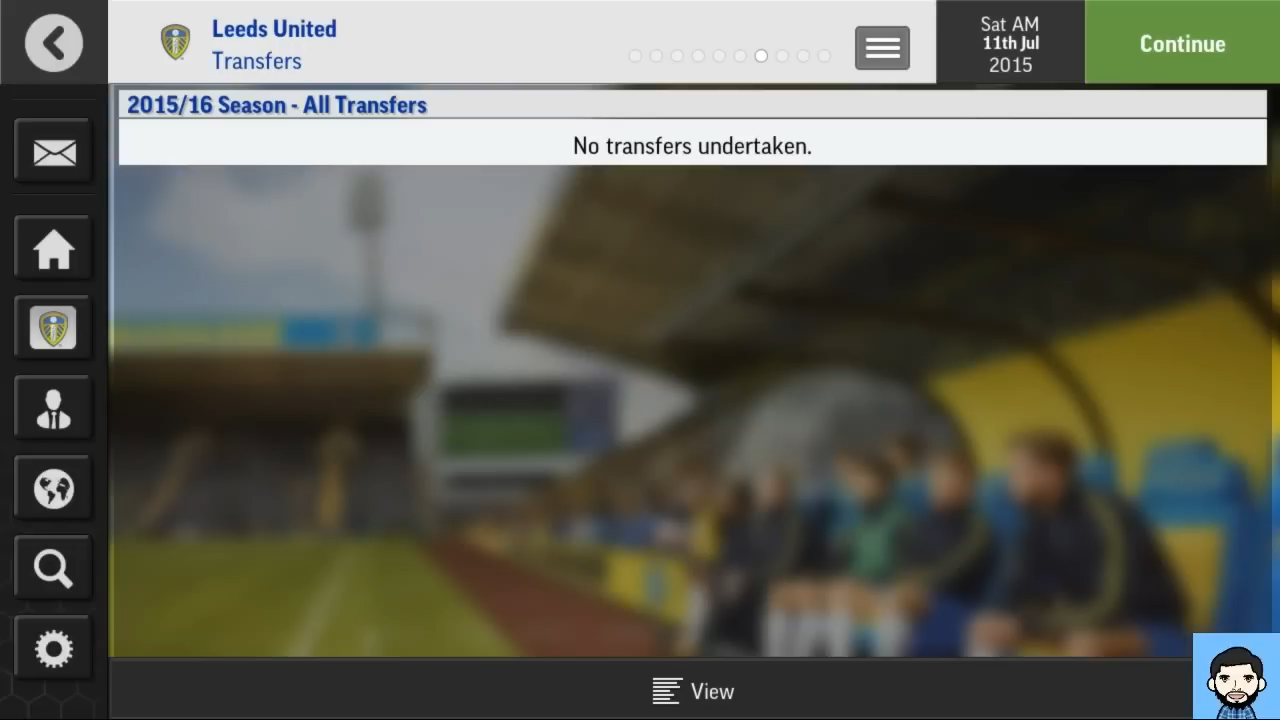 Leeds United
Transfers
Sat AM
11th Jul
2015
Continue
2015/16 Season - All Transfers
No transfers undertaken.
View